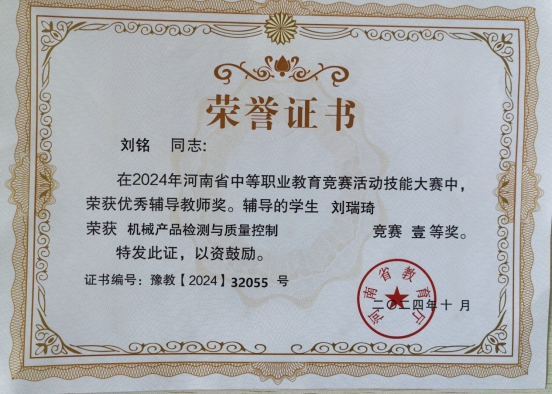 荣誉证书
刘铭 同志:
在2024年河南省中等职业教育竞赛活动技能大赛中,
荣获优秀辅导教师奖。辅导的学生 刘瑞琦
荣获 机械产品检测与质量控制 竞赛 壹等奖。
特发此证，以资鼓励。
证书编号: 豫教【2024】32055 号
河南省教育厅
二〇二四年十月